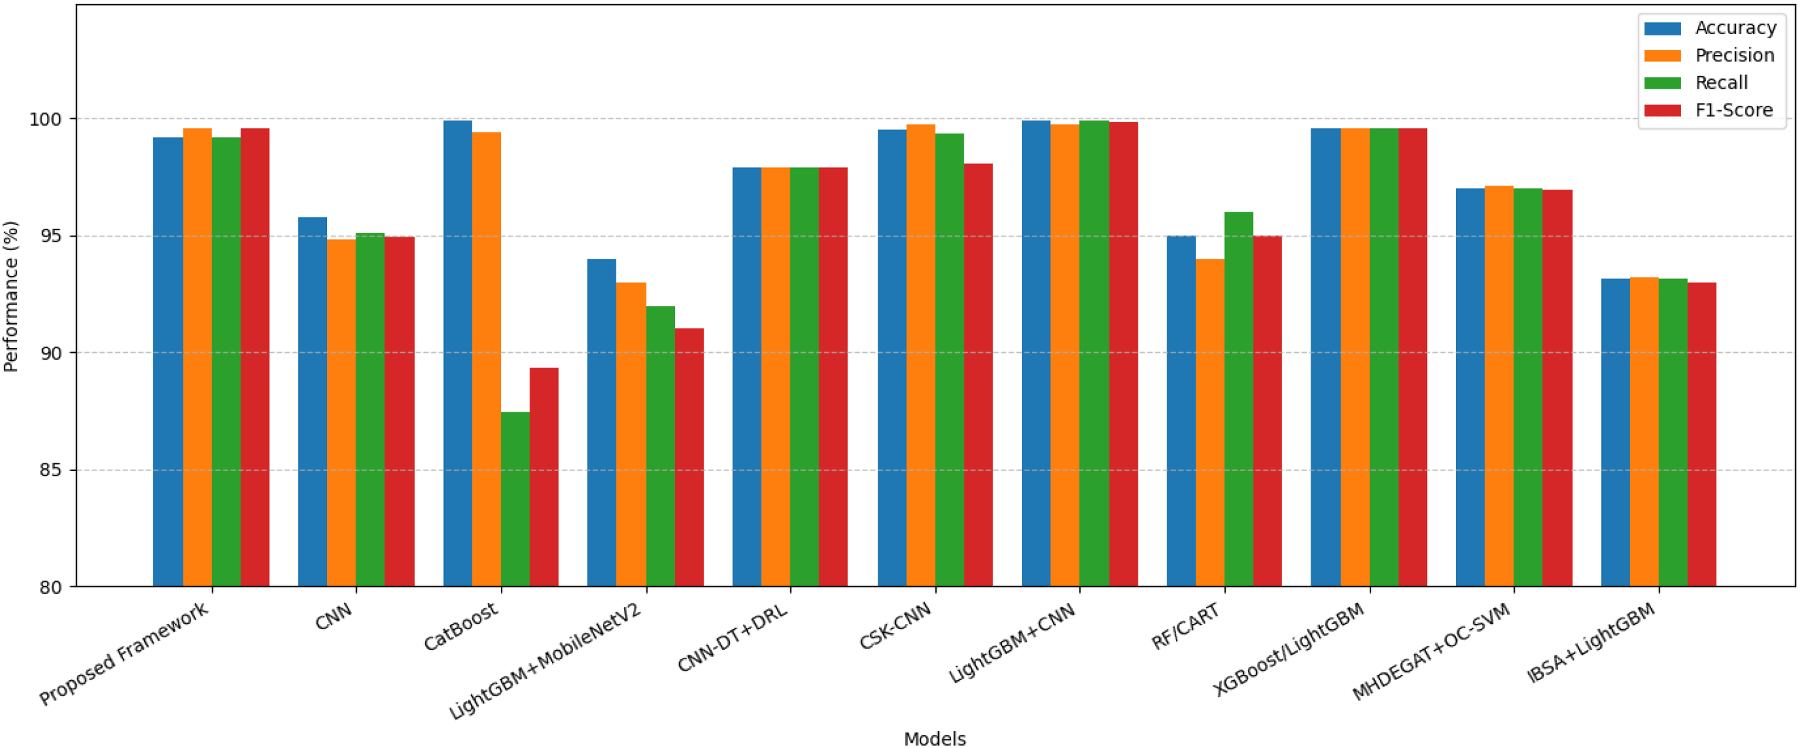 Accuracy
Precision
Recall
F1-Score
Performance (%)
100
95
90
85
80
Proposed Framework
CNN
CatBoost
LightGBM+MobileNetV2
CNN-DT+DRL
CSK-CNN
LightGBM+CNN
RF/CART
XGBoost/LightGBM
MHDEGAT+OC-SVM
IBSA+LightGBM
Models